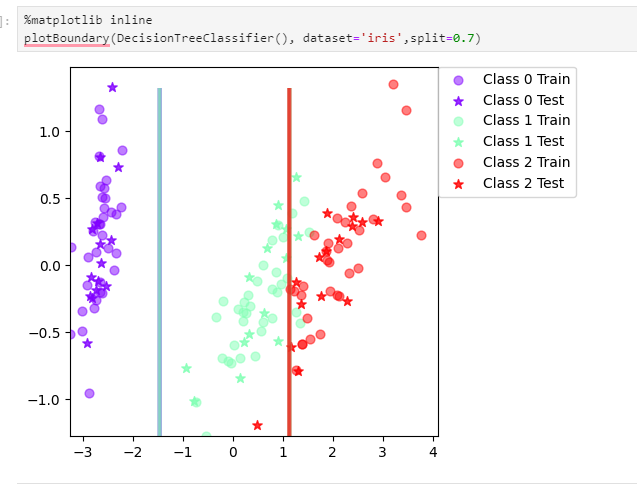 ]:
%matplotlib inline
plotBoundary(DecisionTreeClassifier(), dataset='iris',split=0.7)
Class 0 Train
Class 0 Test
Class 1 Train
Class 1 Test
Class 2 Train
Class 2 Test
1.0
0.5
0.0
−0.5
−1.0
−3 −2 −1 0 1 2 3 4